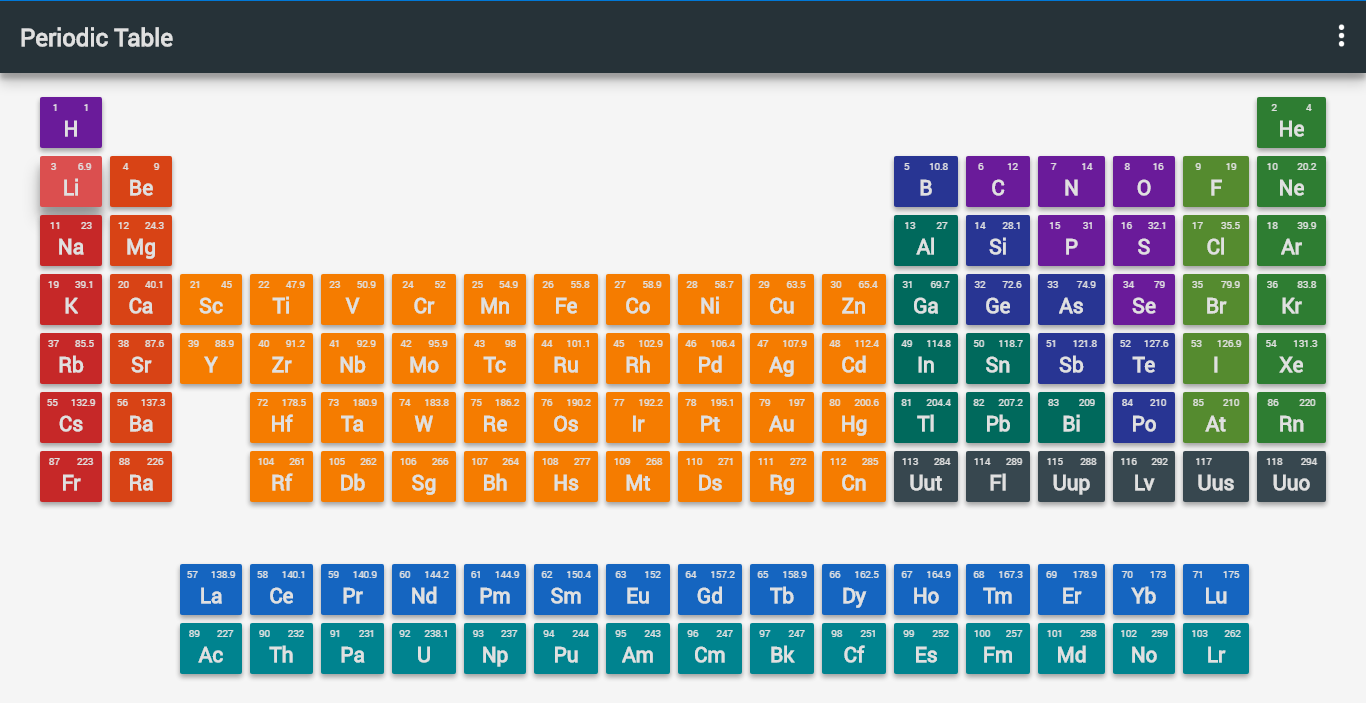 Periodic Table
1 1 2 4
H He
3 6.9 4 9 5 10.8 6 12 7 14 8 16 9 19 10 20.2
Li Be B C N O F Ne
11 23 12 24.3 13 27 14 28.1 15 31 16 32.1 17 35.5 18 39.9
Na Mg Al Si P S Cl Ar
19 39.1 20 40.1 21 45 22 47.9 23 50.9 24 52 25 54.9 26 55.8 27 58.9 28 58.7 29 63.5 30 65.4 31 69.7 32 72.6 33 74.9 34 79 35 79.9 36 83.8
K Ca Sc Ti V Cr Mn Fe Co Ni Cu Zn Ga Ge As Se Br Kr
37 85.5 38 87.6 39 88.9 40 91.2 41 92.9 42 95.9 43 98 44 101.1 45 102.9 46 106.4 47 107.9 48 112.4 49 114.8 50 118.7 51 121.8 52 127.6 53 126.9 54 131.3
Rb Sr Y Zr Nb Mo Tc Ru Rh Pd Ag Cd In Sn Sb Te I Xe
55 132.9 56 137.3 72 178.5 73 180.9 74 183.8 75 186.2 76 190.2 77 192.2 78 195.1 79 197 80 200.6 81 204.4 82 207.2 83 209 84 210 85 210 86 220
Cs Ba Hf Ta W Re Os Ir Pt Au Hg Tl Pb Bi Po At Rn
87 223 88 226 104 261 105 262 106 266 107 264 108 277 109 268 110 271 111 272 112 285 113 284 114 289 115 288 116 292 117 118 294
Fr Ra Rf Db Sg Bh Hs Mt Ds Rg Cn Uut Fl Uup Lv Uus Uuo
57 138.9 58 140.1 59 140.9 60 144.2 61 144.9 62 150.4 63 152 64 157.2 65 158.9 66 162.5 67 164.9 68 167.3 69 178.9 70 173 71 175
La Ce Pr Nd Pm Sm Eu Gd Tb Dy Ho Tm Er Yb Lu
89 227 90 232 91 231 92 238.1 93 237 94 244 95 243 96 247 97 247 98 251 99 252 100 257 101 258 102 259 103 262
Ac Th Pa U Np Pu Am Cm Bk Cf Es Fm Md No Lr